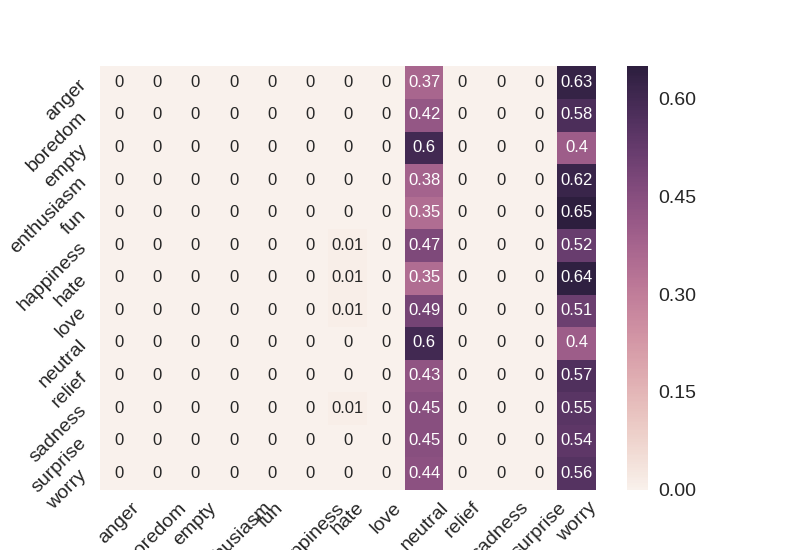 anger 0 0 0 0 0 0 0 0 0.37 0 0 0 0.63
boredom 0 0 0 0 0 0 0 0 0.42 0 0 0 0.58
empty 0 0 0 0 0 0 0 0 0.6 0 0 0 0.4
enthusiasm 0 0 0 0 0 0 0 0 0.38 0 0 0 0.62
fun 0 0 0 0 0 0 0 0 0.35 0 0 0 0.65
happiness 0 0 0 0 0 0 0.01 0 0.47 0 0 0 0.52
hate 0 0 0 0 0 0 0.01 0 0.35 0 0 0 0.64
love 0 0 0 0 0 0 0.01 0 0.49 0 0 0 0.51
neutral 0 0 0 0 0 0 0 0 0.6 0 0 0 0.4
relief 0 0 0 0 0 0 0 0 0.43 0 0 0 0.57
sadness 0 0 0 0 0 0 0.01 0 0.45 0 0 0 0.55
surprise 0 0 0 0 0 0 0 0 0.45 0 0 0 0.54
worry 0 0 0 0 0 0 0 0 0.44 0 0 0 0.56
anger oredom empty husiasm fun ppiness hate love neutral relief adness surprise worry
0.60
0.45
0.30
0.15
0.00